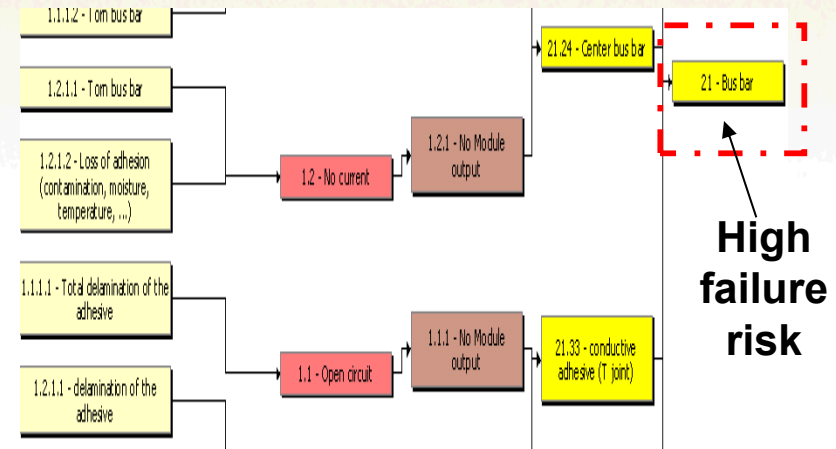 1.1.1.2 - Torn bus bar
1.2.1.1 - Torn bus bar
1.2.1.2 - Loss of adhesion
(contamination, moisture,
temperature, ...)
1.1.1.1 - Total delamination of the
adhesive
1.2.1.1 - delamination of the
adhesive
1.2 - No current
1.1 - Open circuit
1.2.1 - No Module
output
1.1.1 - No Module
output
21.24 - Center bus bar
21.33 - conductive
adhesive (T joint)
21 - Bus bar
High
failure
risk